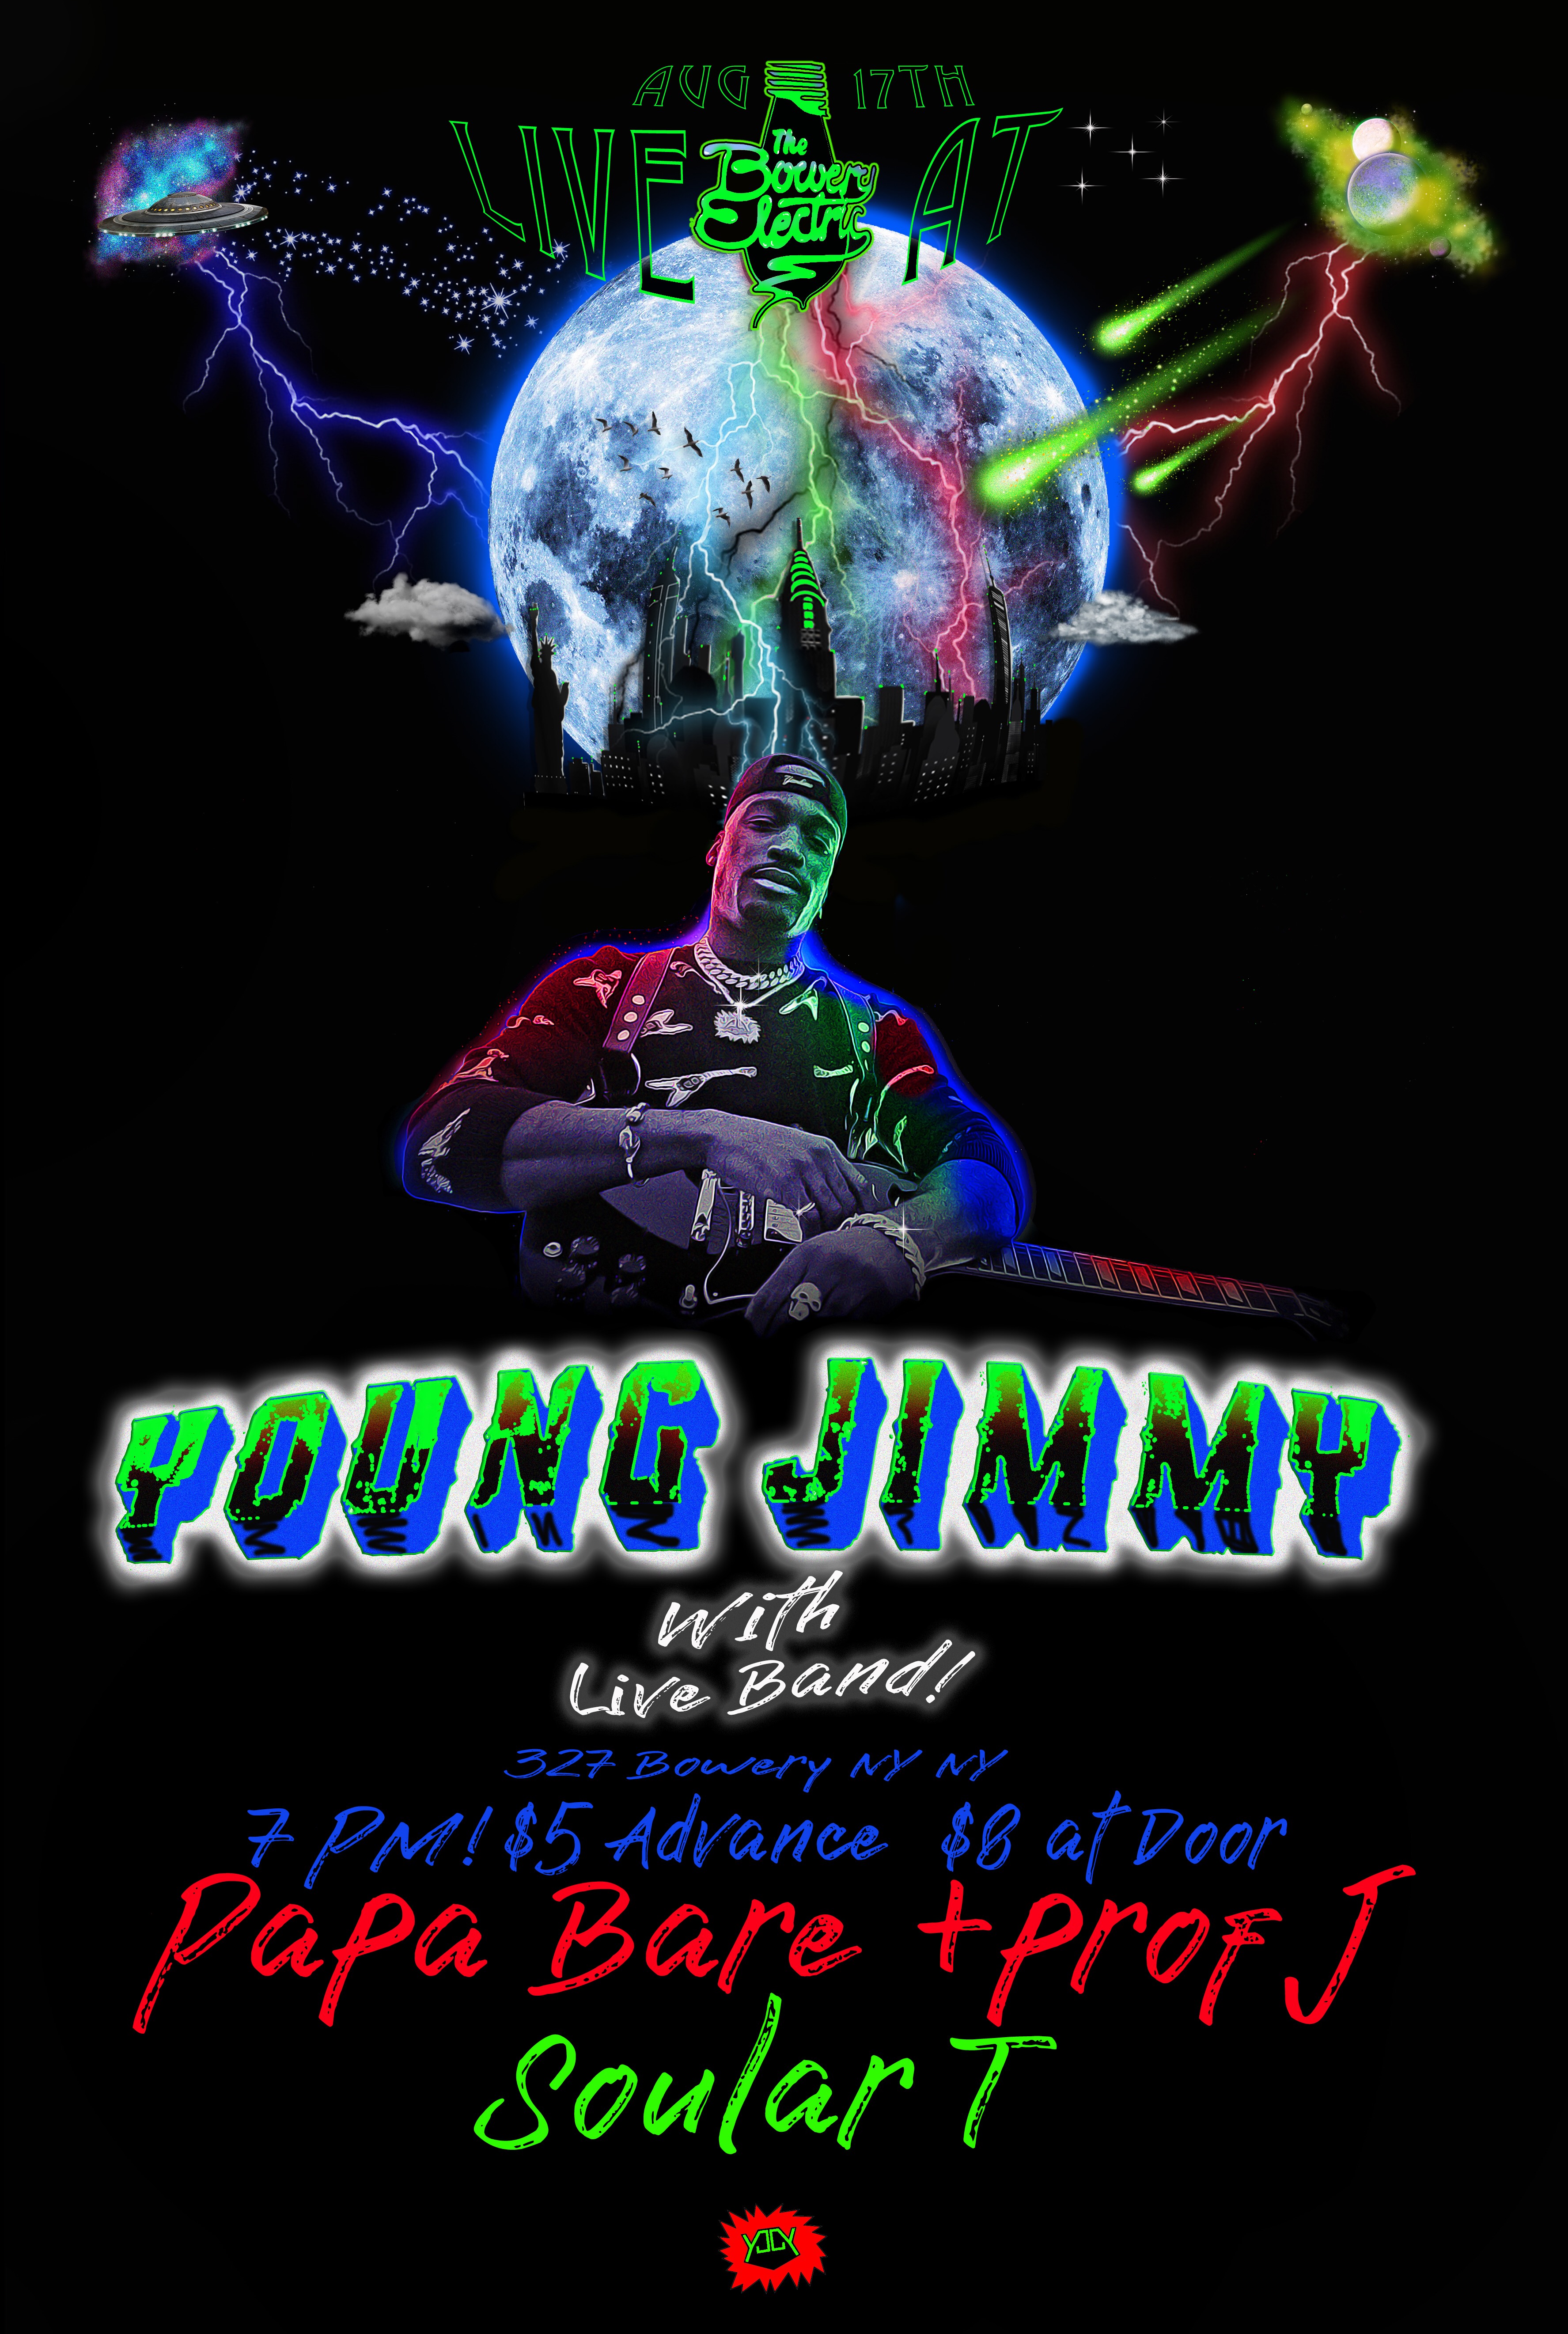 AUG 17TH
LIVE AT
The
Bowery
Electric
YOUNG JIMMY
With
Live Band!
327 Bowery NY NY
7 PM! $5 Advance $8 at Door
Papa Bare + Prof J
Soular T